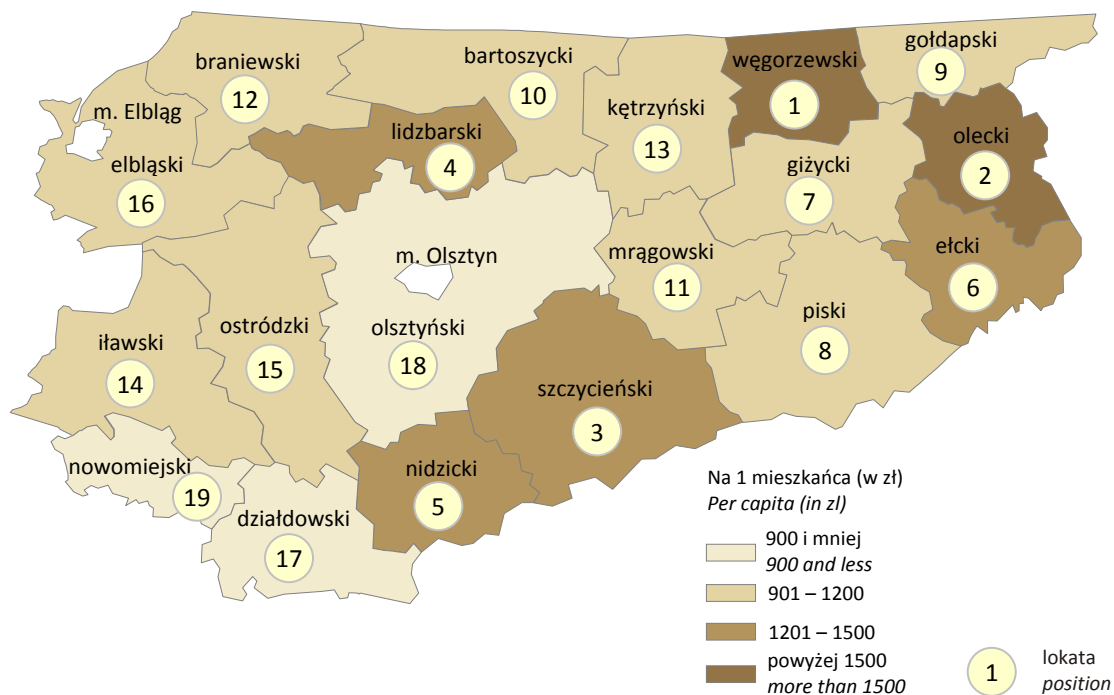 gołdapski
9
bartoszycki
10
węgorzewski
1
braniewski
12
kętrzyński
13
m. Elbląg
lidzbarski
4
olecki
2
elbląski
16
giżycki
7
ełcki
6
m. Olsztyn
mrągowski
11
piski
8
ostródzki
15
olsztyński
18
iławski
14
szczycieński
3
nowomiejski
19
nidzicki
5
działdowski
17
Na 1 mieszkańca (w zł)
Per capita (in zl)
900 i mniej
900 and less
901 – 1200
1201 – 1500
powyżej 1500
more than 1500
1
lokata
position